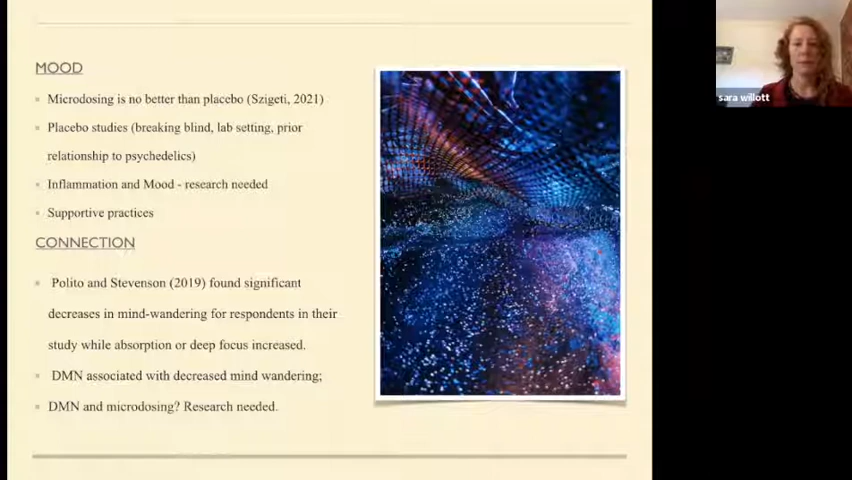 MOOD
Microdosing is no better than placebo (Szigeti, 2021)
Placebo studies (breaking blind, lab setting, prior
relationship to psychedelics)
Inflammation and Mood - research needed
Supportive practices
CONNECTION
Polito and Stevenson (2019) found significant
decreases in mind-wandering for respondents in their
study while absorption or deep focus increased.
DMN associated with decreased mind wandering;
DMN and microdosing? Research needed.
sara willott